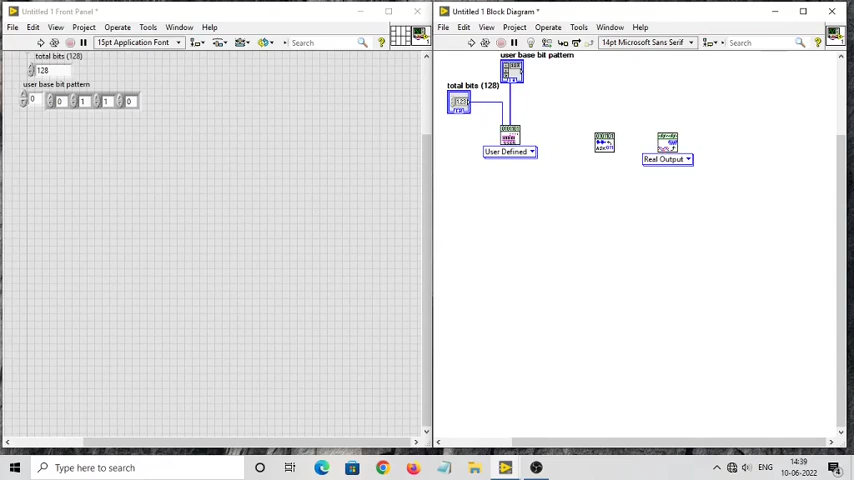 Untitled 1 Front Panel *
File Edit View Project Operate Tools Window Help
15pt Application Font
Search
total bits (128)
128
user base bit pattern
0 0 1 1 0
Untitled 1 Block Diagram *
File Edit View Project Operate Tools Window Help
14pt Microsoft Sans Serif
Search
user base bit pattern
total bits (128)
User Defined
Real Output
Type here to search
ENG
14:39
10-06-2022
4